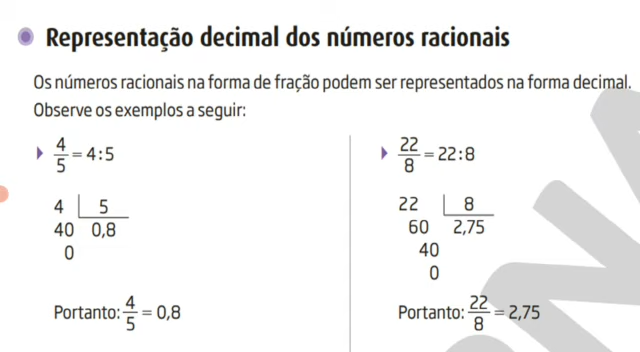 Representação decimal dos números racionais
Os números racionais na forma de fração podem ser representados na forma decimal.
Observe os exemplos a seguir:
4/5 = 4 : 5
4 | 5
40 0,8
0
Portanto: 4/5 = 0,8
22/8 = 22 : 8
22 | 8
60 2,75
40
0
Portanto: 22/8 = 2,75